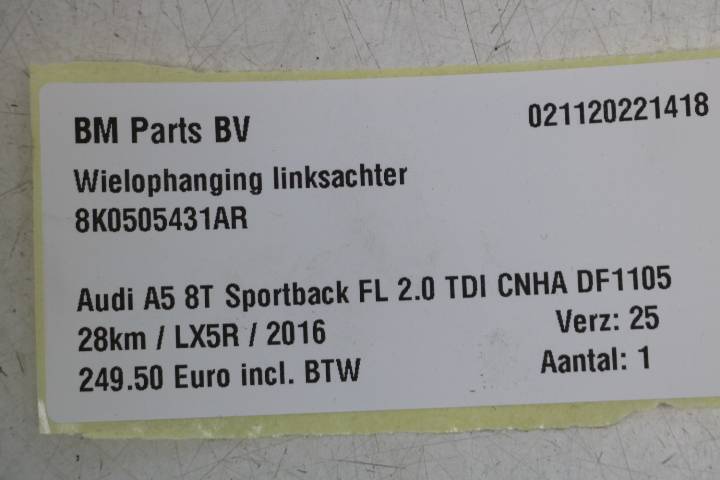 BM Parts BV 021120221418
Wielophanging linksachter
8K0505431AR
Audi A5 8T Sportback FL 2.0 TDI CNHA DF1105
28km / LX5R / 2016 Verz: 25
249.50 Euro incl. BTW Aantal: 1